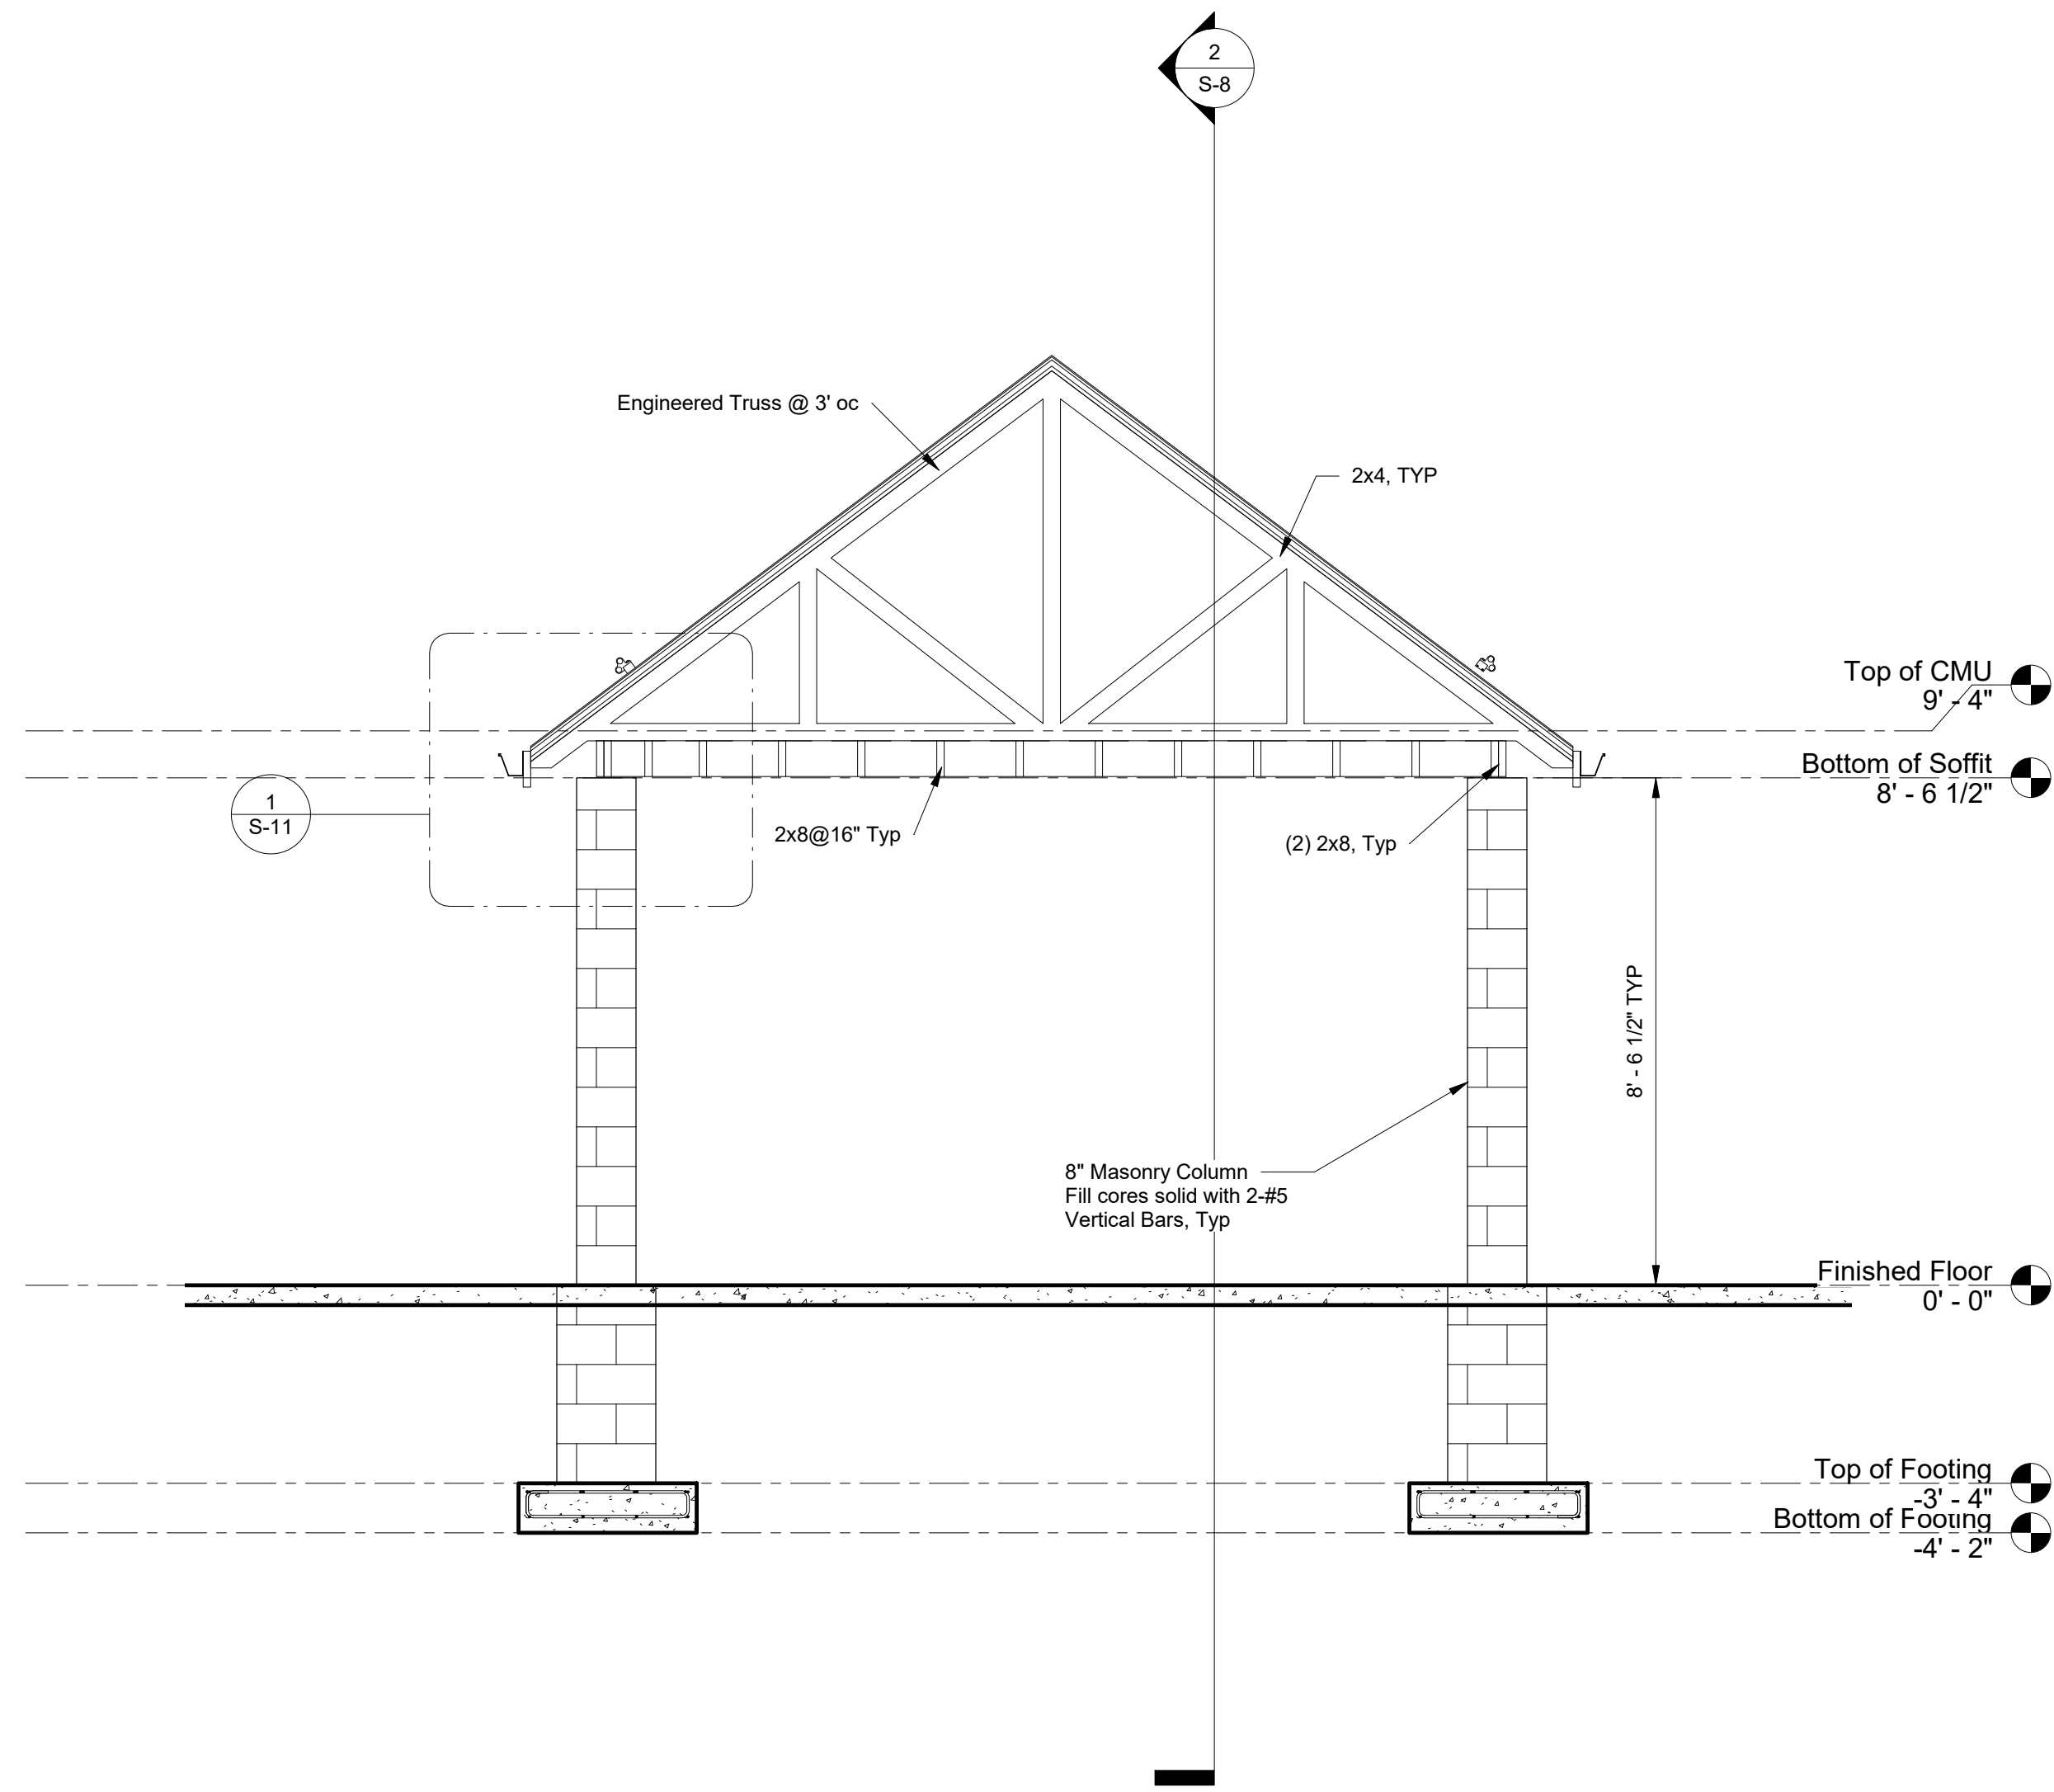 2
S-8
Engineered Truss @ 3' oc
2x4, TYP
Top of CMU
9' - 4"
Bottom of Soffit
8' - 6 1/2"
1
S-11
2x8@16" Typ
(2) 2x8, Typ
8' - 6 1/2" TYP
8" Masonry Column
Fill cores solid with 2-#5
Vertical Bars, Typ
Finished Floor
0' - 0"
Top of Footing
-3' - 4"
Bottom of Footing
-4' - 2"